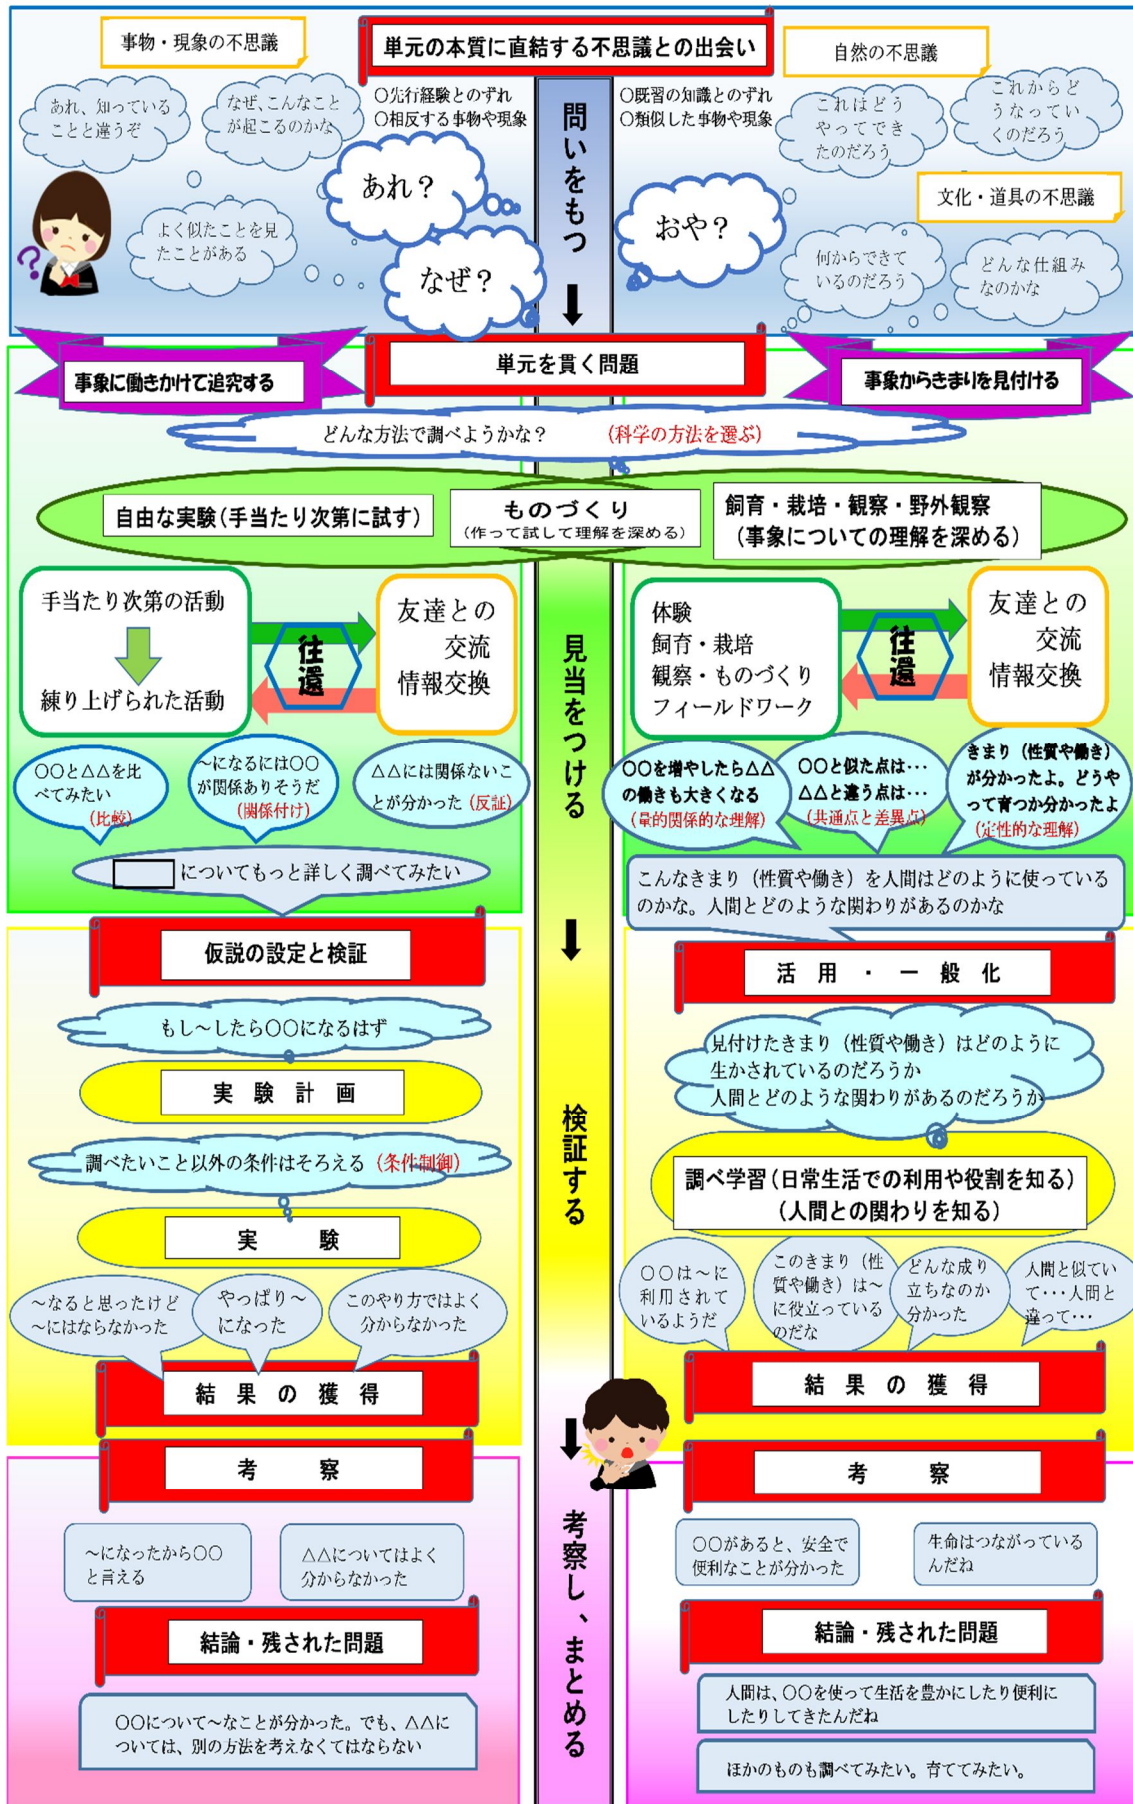 事物・現象の不思議
単元の本質に直結する不思議との出会い
自然の不思議
あれ、知っている
ことと違うぞ
なぜ、こんなこと
が起こるのかな
〇先行経験とのずれ
〇相反する事物や現象
〇既習の知識とのずれ
〇類似した事物や現象
これはどう
やってでき
たのだろう
これからど
うなってい
くのだろう
あれ？
おや？
なぜ？
よく似たことを見
たことがある
文化・道具の不思議
何からできて
いるのだろう
どんな仕組み
なのかな
問いをもつ
事象に働きかけて追究する
単元を貫く問題
事象からきまりを見付ける
どんな方法で調べようかな？　（科学の方法を選ぶ）
自由な実験（手当たり次第に試す）
ものづくり
（作って試して理解を深める）
飼育・栽培・観察・野外観察
（事象についての理解を深める）
手当たり次第の活動
練り上げられた活動
往還
友達との
交流
情報交換
見当をつける
体験
飼育・栽培
観察・ものづくり
フィールドワーク
往還
友達との
交流
情報交換
〇〇と△△を比
べてみたい
（比較）
～になるには〇〇
が関係ありそうだ
（関係付け）
△△には関係ないこ
とが分かった（反証）
〇〇を増やしたら△△
の働きも大きくなる
（量的関係的な理解）
〇〇と似た点は･･･
△△と違う点は･･･
（共通点と差異点）
きまり（性質や働き）
が分かったよ。どうや
って育つか分かったよ
（定性的な理解）
についてもっと詳しく調べてみたい
こんなきまり（性質や働き）を人間はどのように使っている
のかな。人間とどのような関わりがあるのかな
仮説の設定と検証
もし～したら〇〇になるはず
実験計画
調べたいこと以外の条件はそろえる（条件制御）
実験
～なると思ったけど
～にはならなかった
やっぱり～
になった
このやり方ではよく
分からなかった
結果の獲得
検証する
活用・一般化
見付けたきまり（性質や働き）はどのように
生かされているのだろうか
人間とどのような関わりがあるのだろうか
調べ学習（日常生活での利用や役割を知る）
（人間との関わりを知る）
〇〇は～に
利用されて
いるようだ
このきまり（性
質や働き）は～
に役立っている
のだな
どんな成り
立ちなのか
分かった
人間と似てい
て･･･人間と
違って･･･
結果の獲得
考察
～になったから〇〇
と言える
△△についてはよく
分からなかった
結論・残された問題
〇〇について～なことが分かった。でも、△△に
ついては、別の方法を考えなくてはならない
考察し、まとめる
考察
〇〇があると、安全で
便利なことが分かった
生命はつながっている
んだね
結論・残された問題
人間は、〇〇を使って生活を豊かにしたり便利に
したりしてきたんだね
ほかのものも調べてみたい。育ててみたい。